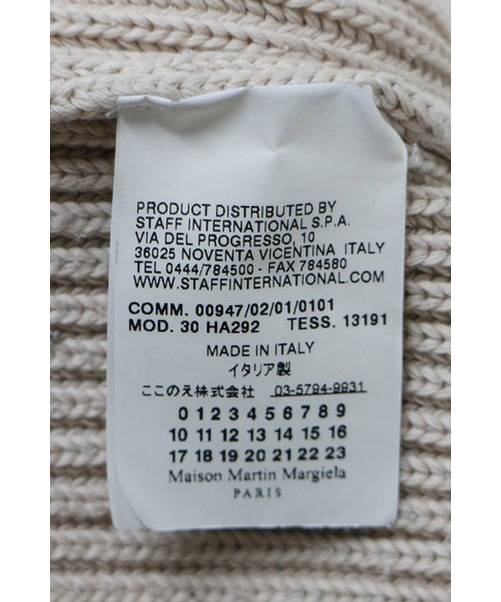 PRODUCT DISTRIBUTED BY
STAFF INTERNATIONAL S.P.A.
VIA DEL PROGRESSO, 10
36025 NOVENTA VICENTINA ITALY
TEL 0444/784500 - FAX 784580
WWW.STAFFINTERNATIONAL.COM
COMM. 00947/02/01/0101
MOD. 30 HA292 TESS. 13191
MADE IN ITALY
イタリア製
ここのえ株式会社 03-5794-9931
0 1 2 3 4 5 6 7 8 9
10 11 12 13 14 15 16
17 18 19 20 21 22 23
Maison Martin Margiela
PARIS